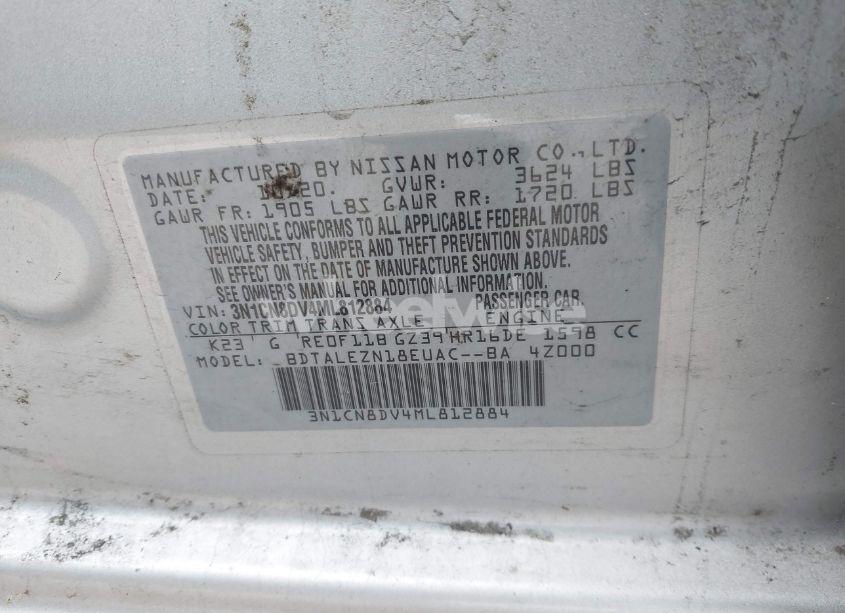 MANUFACTURED BY NISSAN MOTOR CO., LTD.
DATE: 10/20. GVWR: 3624 LBS
GAWR FR: 1905 LBS GAWR RR: 1720 LBS
THIS VEHICLE CONFORMS TO ALL APPLICABLE FEDERAL MOTOR
VEHICLE SAFETY, BUMPER AND THEFT PREVENTION STANDARDS
IN EFFECT ON THE DATE OF MANUFACTURE SHOWN ABOVE.
SEE OWNER'S MANUAL FOR ADDITIONAL INFORMATION.
VIN: 3N1CN8DV4ML812884 PASSENGER CAR.
COLOR TRIM TRANS AXLE ENGINE
K23 G RE0F11B GZ39 HR16DE 1598 CC
MODEL: BDTALEZN18EUAC--BA 4Z000
3N1CN8DV4ML812884